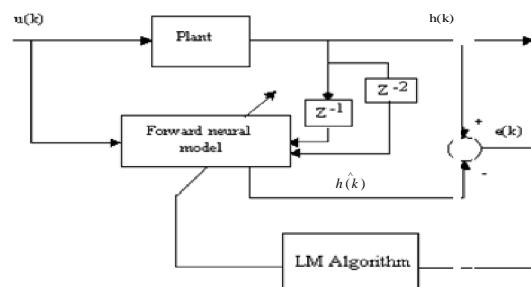 u(k)
Plant
h(k)
Z⁻¹
Z⁻²
Forward neural
model
+
e(k)
-
ĥ(k)
LM Algorithm